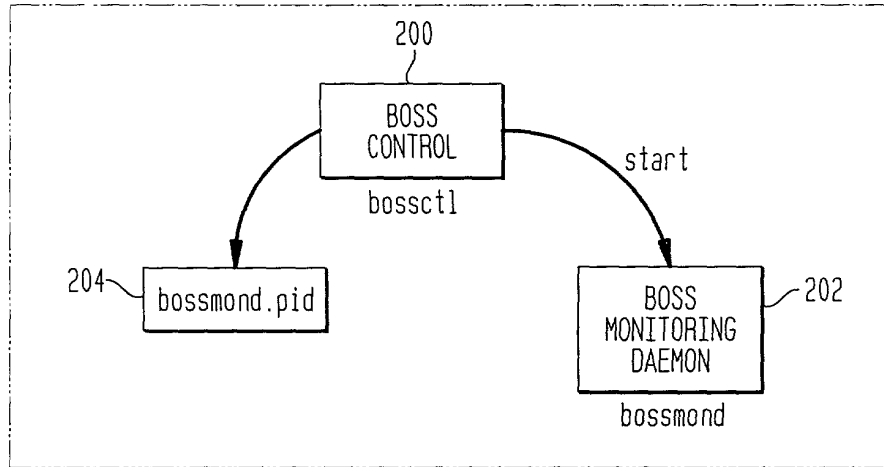 200
BOSS
CONTROL
bossctl
start
204
bossmond.pid
BOSS
MONITORING
DAEMON
202
bossmond